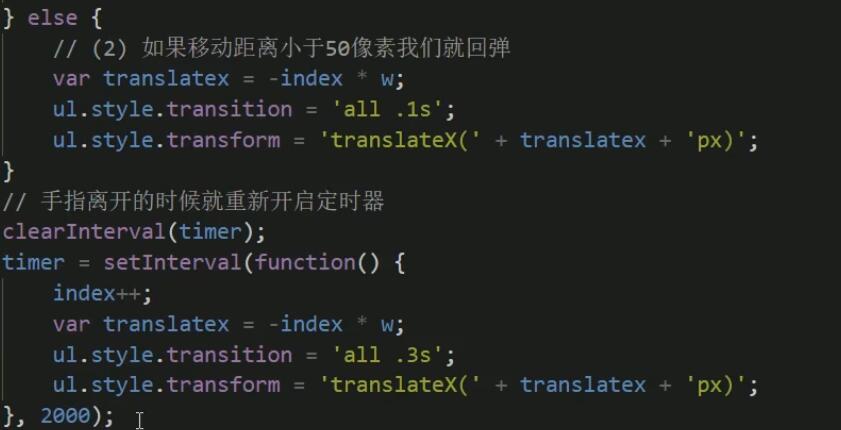 } else {
// (2) 如果移动距离小于50像素我们就回弹
var translatex = -index * w;
ul.style.transition = 'all .1s';
ul.style.transform = 'translateX(' + translatex + 'px)';
}
// 手指离开的时候就重新开启定时器
clearInterval(timer);
timer = setInterval(function() {
index++;
var translatex = -index * w;
ul.style.transition = 'all .3s';
ul.style.transform = 'translateX(' + translatex + 'px)';
}, 2000);